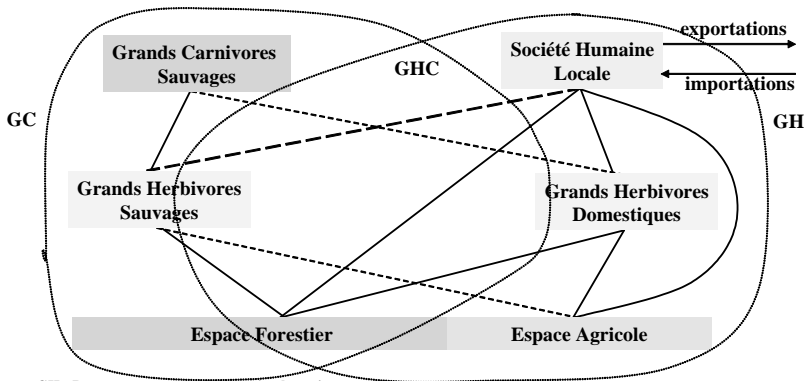 exportations
Grands Carnivores
Sauvages
Société Humaine
Locale
GHC
importations
GC
GH
Grands Herbivores
Sauvages
Grands Herbivores
Domestiques
Espace Forestier
Espace Agricole